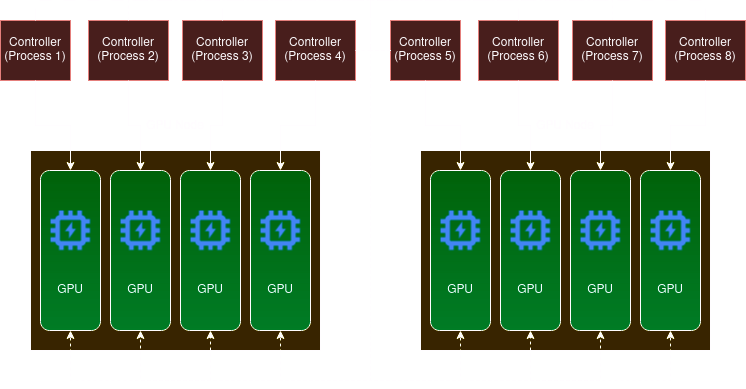 Controller
(Process 1)
Controller
(Process 2)
Controller
(Process 3)
Controller
(Process 4)
Controller
(Process 5)
Controller
(Process 6)
Controller
(Process 7)
Controller
(Process 8)
GPU
GPU
GPU
GPU
GPU
GPU
GPU
GPU